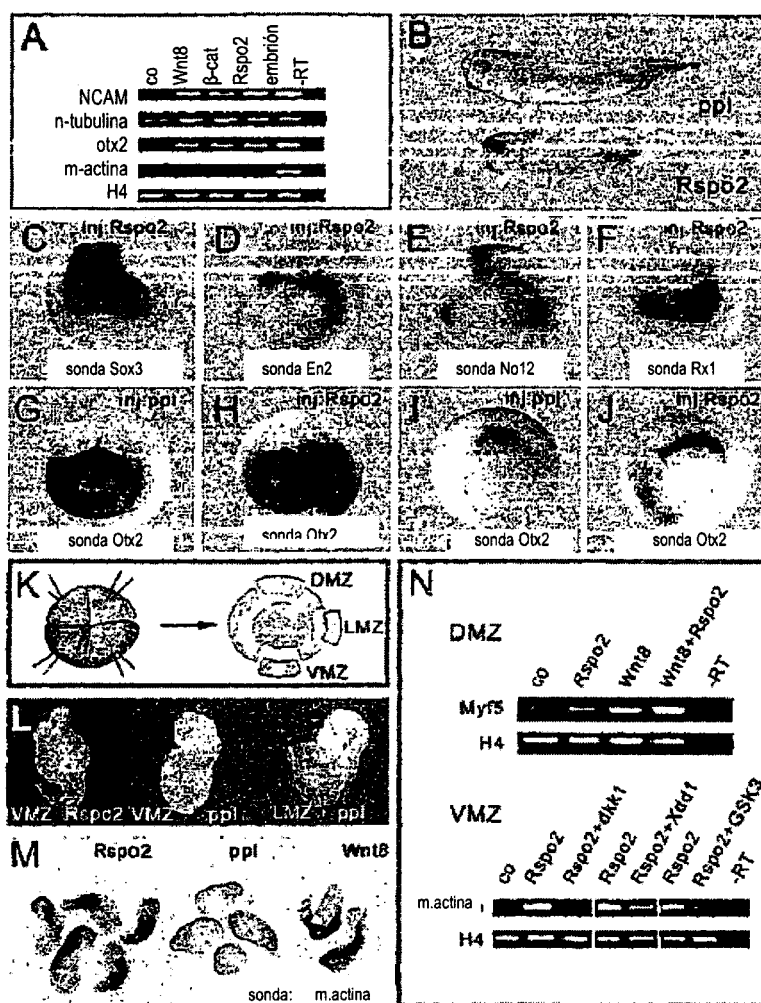 A
co Wnt8 β-cat Rspo2 embrión -RT
NCAM
n-tubulina
otx2
m-actina
H4
B
ppl
Rspo2
C inj:Rspo2
sonda Sox3
D inj:Rspo2
sonda En2
E inj:Rspo2
sonda No12
F inj:Rspo2
sonda Rx1
G inj:ppl
sonda Otx2
H inj:Rspo2
sonda Otx2
I inj:ppl
sonda Otx2
J inj:Rspo2
sonda Otx2
K
DMZ
LMZ
VMZ
L
VMZ Rspo2 VMZ ppl LMZ ppl
M
Rspo2 ppl Wnt8
sonda: m.actina
N
DMZ
co Rspo2 Wnt8 Wnt8+Rspo2 -RT
Myf5
H4
VMZ
co Rspo2 Rspo2+dkk1 Rspo2 Rspo2+Xdd1 Rspo2 Rspo2+GSK3 -RT
m.actina
H4